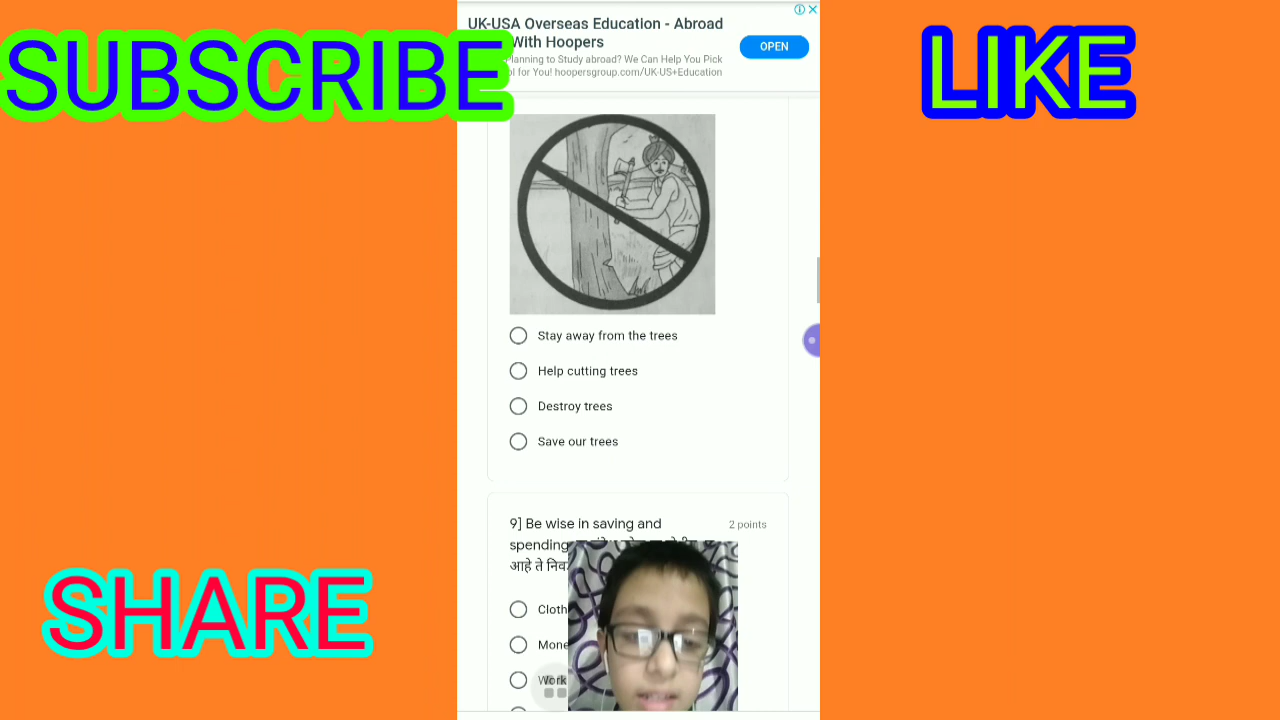 SUBSCRIBE
LIKE
SHARE
UK-USA Overseas Education - Abroad
With Hoopers
Planning to Study abroad? We Can Help You Pick
for You! hoopersgroup.com/UK-US+Education
OPEN
Stay away from the trees
Help cutting trees
Destroy trees
Save our trees
9] Be wise in saving and
2 points
spending
आहे ते